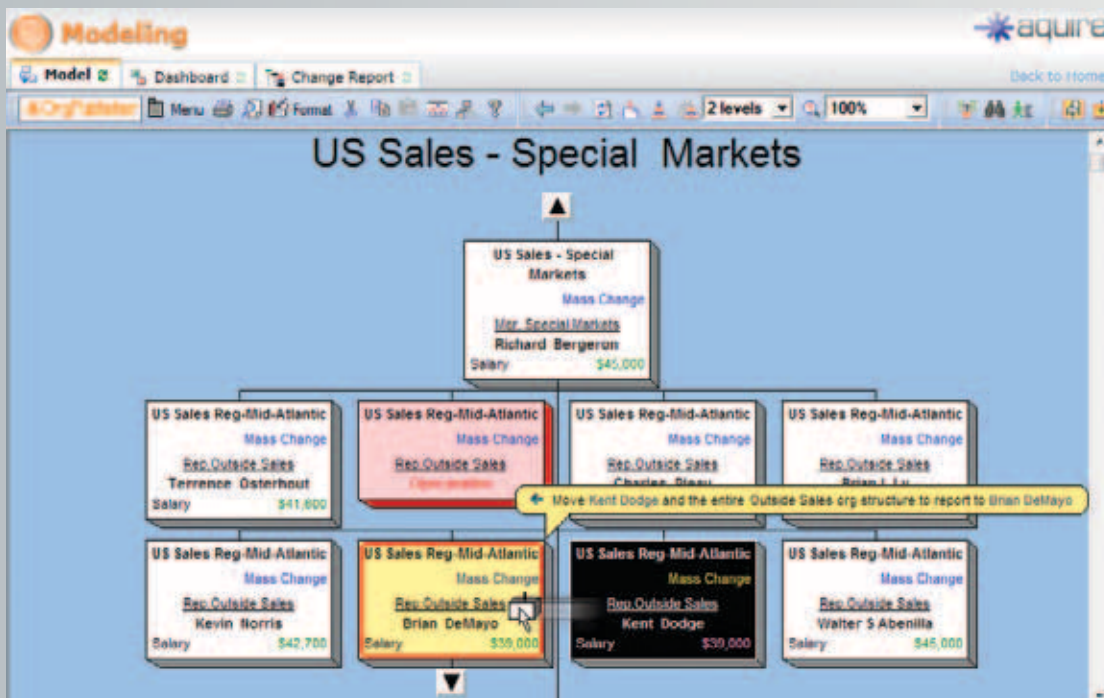 Modeling
aquire
Model
Dashboard
Change Report
Back to Home
Menu
Format
2 levels
100%
US Sales - Special Markets
US Sales - Special
Markets
Mass Change
Mgr. Special Markets
Richard Bergeron
Salary $45,000
US Sales Reg-Mid-Atlantic
Mass Change
Rep.Outside Sales
Terrence Osterhout
Salary $41,600
US Sales Reg-Mid-Atlantic
Mass Change
Rep.Outside Sales
US Sales Reg-Mid-Atlantic
Mass Change
Rep.Outside Sales
US Sales Reg-Mid-Atlantic
Mass Change
Rep.Outside Sales
Move Kent Dodge and the entire Outside Sales org structure to report to Brian DeMayo
US Sales Reg-Mid-Atlantic
Mass Change
Rep.Outside Sales
Kevin Norris
Salary $42,700
US Sales Reg-Mid-Atlantic
Mass Change
Rep.Outside Sales
Brian DeMayo
Salary $39,000
US Sales Reg-Mid-Atlantic
Mass Change
Rep.Outside Sales
Kent Dodge
Salary $39,000
US Sales Reg-Mid-Atlantic
Mass Change
Rep.Outside Sales
Walter S Abenilla
Salary $45,000